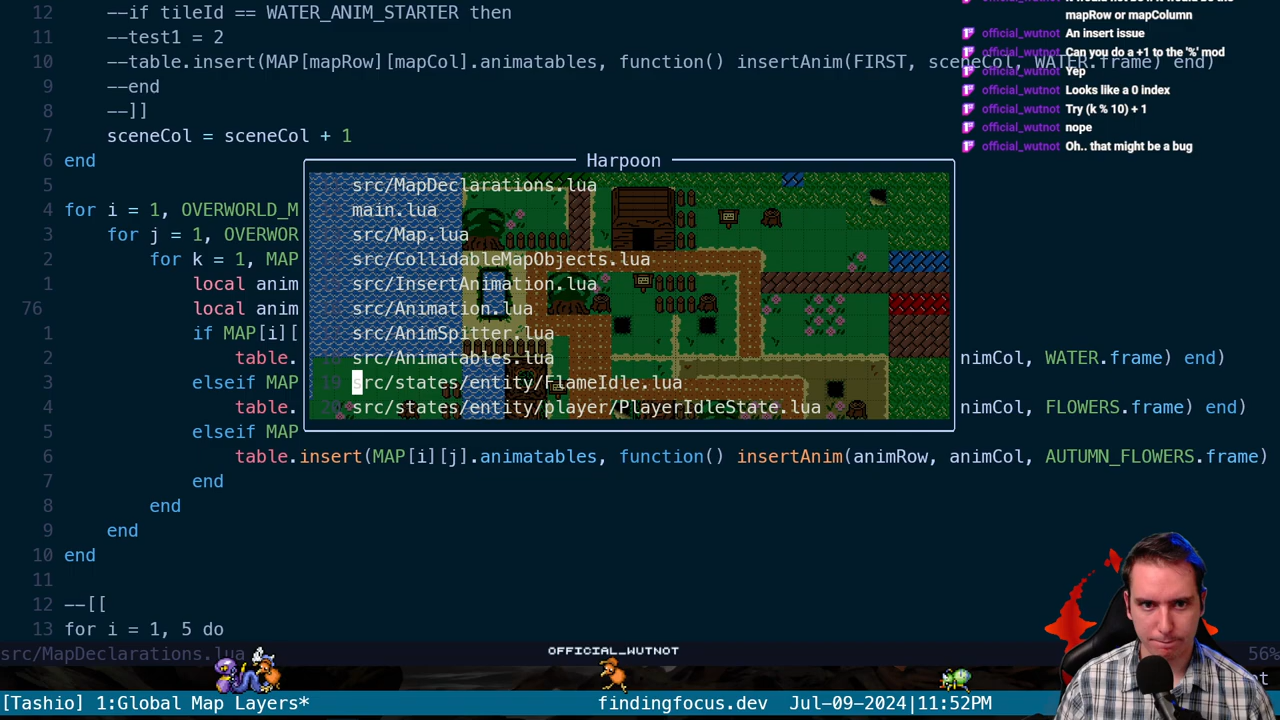 12 --if tileId == WATER_ANIM_STARTER then
11 --test1 = 2
10 --table.insert(MAP[mapRow][mapCol].animatables, function() insertAnim(FIRST, sceneCol, WATER.frame) end)
9 --end
8 --]]
7 sceneCol = sceneCol + 1
6 end
5
4 for i = 1, OVERWORLD_M
3 for j = 1, OVERWOR
2 for k = 1, MAP
1 local anim
76 local anim
1 if MAP[i][
2 table. nimCol, WATER.frame) end)
3 elseif MAP
4 table. nimCol, FLOWERS.frame) end)
5 elseif MAP
6 table.insert(MAP[i][j].animatables, function() insertAnim(animRow, animCol, AUTUMN_FLOWERS.frame)
7 end
8 end
9 end
10 end
11
12 --[[
13 for i = 1, 5 do
Harpoon
src/MapDeclarations.lua
main.lua
src/Map.lua
src/CollidableMapObjects.lua
src/InsertAnimation.lua
src/Animation.lua
src/AnimSpitter.lua
src/Animatables.lua
19 src/states/entity/FlameIdle.lua
src/states/entity/player/PlayerIdleState.lua
mapRow or mapColumn
official_wutnot An insert issue
official_wutnot Can you do a +1 to the '%' mod
official_wutnot Yep
official_wutnot Looks like a 0 index
official_wutnot Try (k % 10) + 1
official_wutnot nope
official_wutnot Oh.. that might be a bug
src/MapDeclarations.lua
OFFICIAL_WUTNOT
56%
[Tashio] 1:Global Map Layers*
findingfocus.dev Jul-09-2024|11:52PM